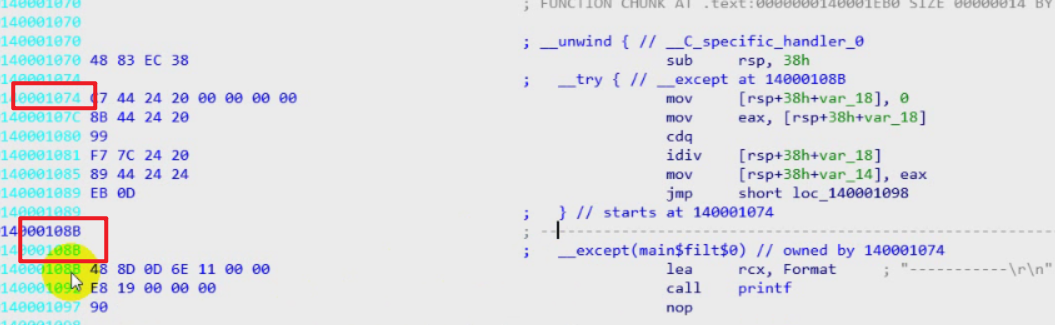 140001070 ; FUNCTION CHUNK AT .text:0000000140001EB0 SIZE 00000014 BY
140001070
140001070 ; __unwind { // __C_specific_handler_0
140001070 48 83 EC 38 sub rsp, 38h
140001074 ; __try { // __except at 14000108B
140001074 C7 44 24 20 00 00 00 00 mov [rsp+38h+var_18], 0
14000107C 8B 44 24 20 mov eax, [rsp+38h+var_18]
140001080 99 cdq
140001081 F7 7C 24 20 idiv [rsp+38h+var_18]
140001085 89 44 24 24 mov [rsp+38h+var_14], eax
140001089 EB 0D jmp short loc_140001098
140001089 ; } // starts at 140001074
14000108B ; ---------------------------------------------------------------------------
14000108B ; __except(main$filt$0) // owned by 140001074
14000108B 48 8D 0D 6E 11 00 00 lea rcx, Format ; "-----------\r\n"
140001092 E8 19 00 00 00 call printf
140001097 90 nop
140001098